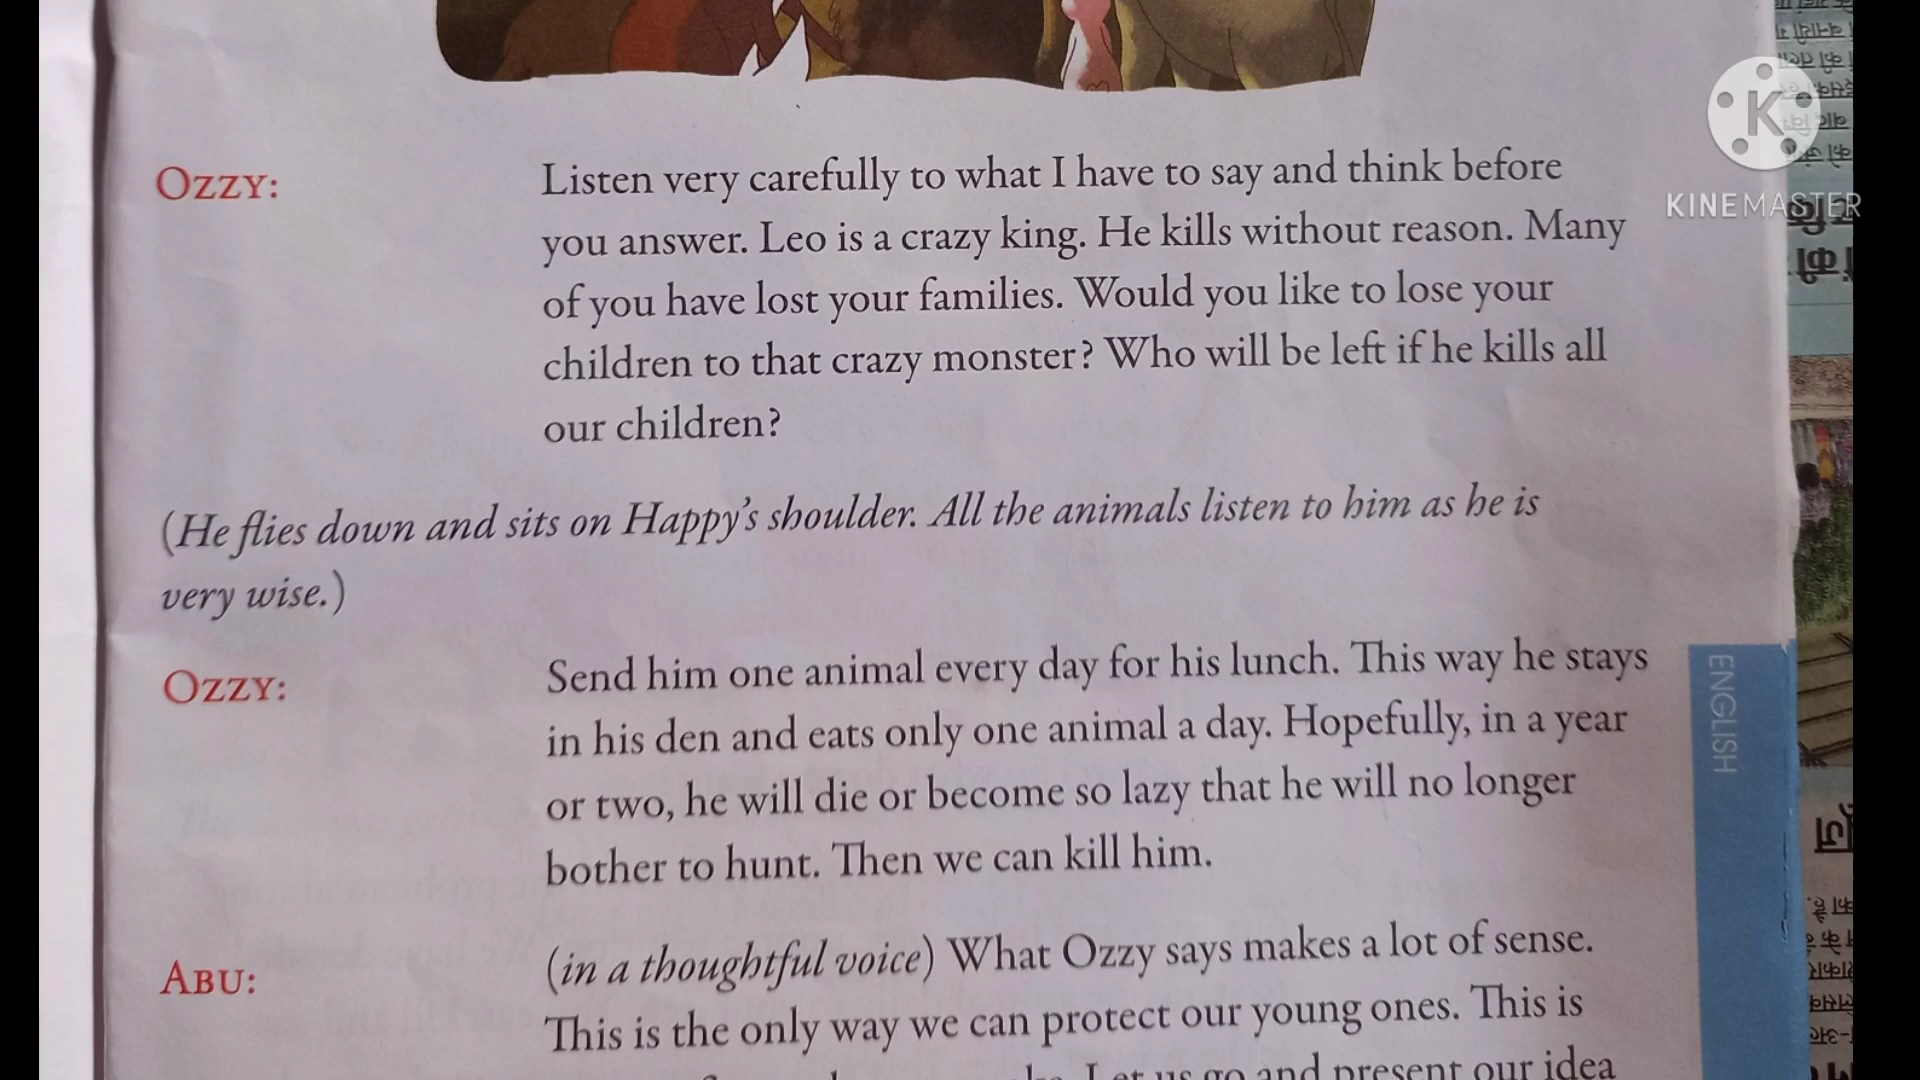 OZZY: Listen very carefully to what I have to say and think before
you answer. Leo is a crazy king. He kills without reason. Many
of you have lost your families. Would you like to lose your
children to that crazy monster? Who will be left if he kills all
our children?
(He flies down and sits on Happy's shoulder. All the animals listen to him as he is
very wise.)
OZZY: Send him one animal every day for his lunch. This way he stays
in his den and eats only one animal a day. Hopefully, in a year
or two, he will die or become so lazy that he will no longer
bother to hunt. Then we can kill him.
ABU: (in a thoughtful voice) What Ozzy says makes a lot of sense.
This is the only way we can protect our young ones. This is
Let us go and present our idea
ENGLISH
K
KINEMASTER